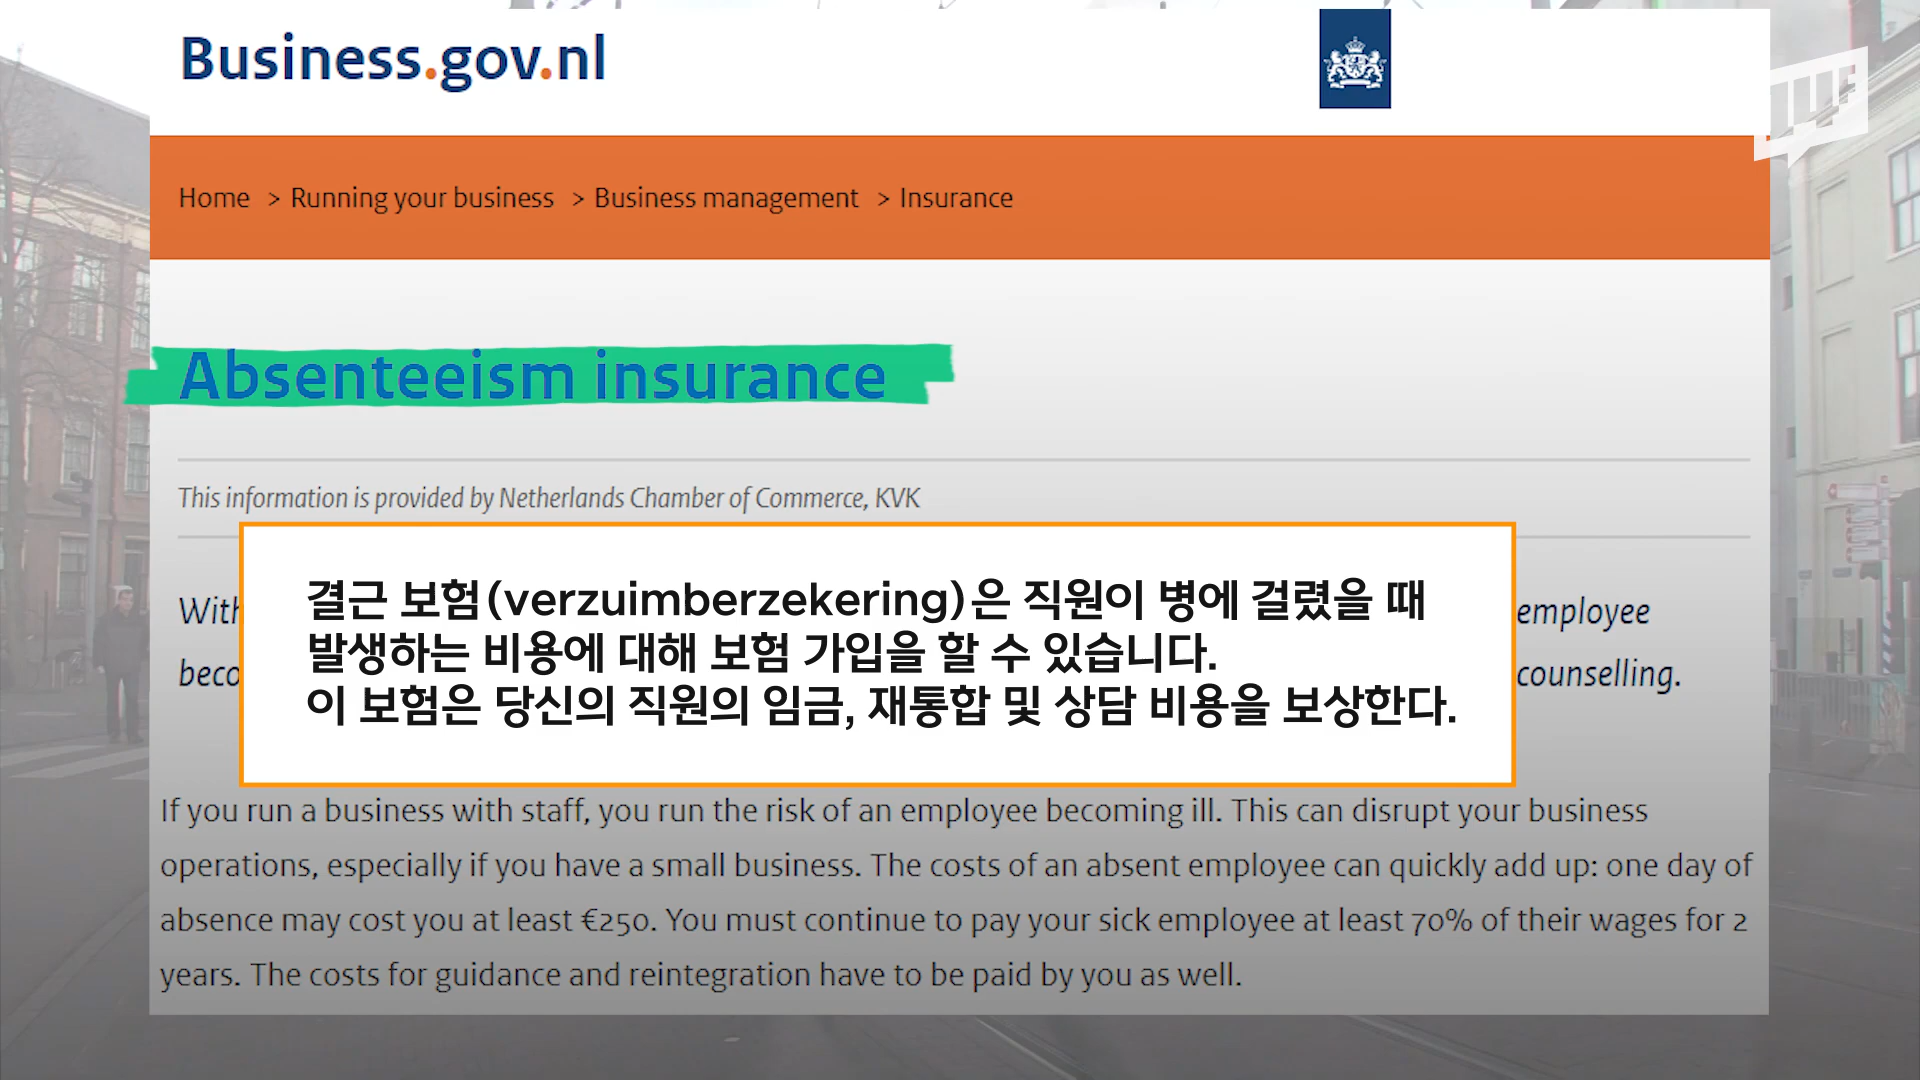 Business.gov.nl
Home > Running your business > Business management > Insurance
Absenteeism insurance
This information is provided by Netherlands Chamber of Commerce, KVK
employee
counselling.
결근 보험(verzuimberzekering)은 직원이 병에 걸렸을 때
발생하는 비용에 대해 보험 가입을 할 수 있습니다.
이 보험은 당신의 직원의 임금, 재통합 및 상담 비용을 보상한다.
If you run a business with staff, you run the risk of an employee becoming ill. This can disrupt your business
operations, especially if you have a small business. The costs of an absent employee can quickly add up: one day of
absence may cost you at least €250. You must continue to pay your sick employee at least 70% of their wages for 2
years. The costs for guidance and reintegration have to be paid by you as well.